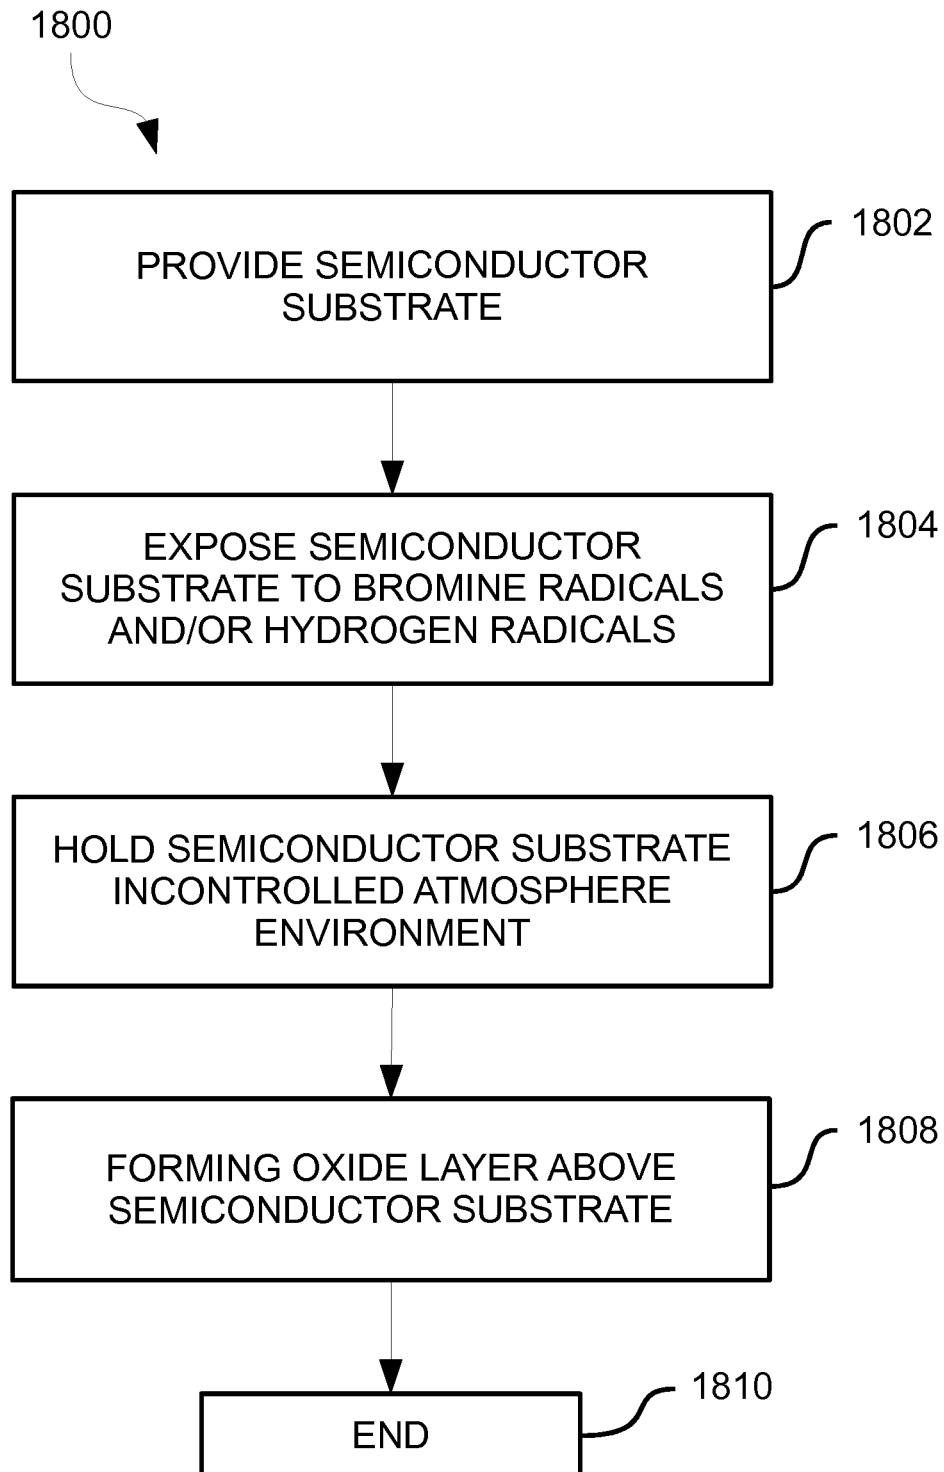 1800
PROVIDE SEMICONDUCTOR
SUBSTRATE
1802
EXPOSE SEMICONDUCTOR
SUBSTRATE TO BROMINE RADICALS
AND/OR HYDROGEN RADICALS
1804
HOLD SEMICONDUCTOR SUBSTRATE
INCONTROLLED ATMOSPHERE
ENVIRONMENT
1806
FORMING OXIDE LAYER ABOVE
SEMICONDUCTOR SUBSTRATE
1808
END
1810